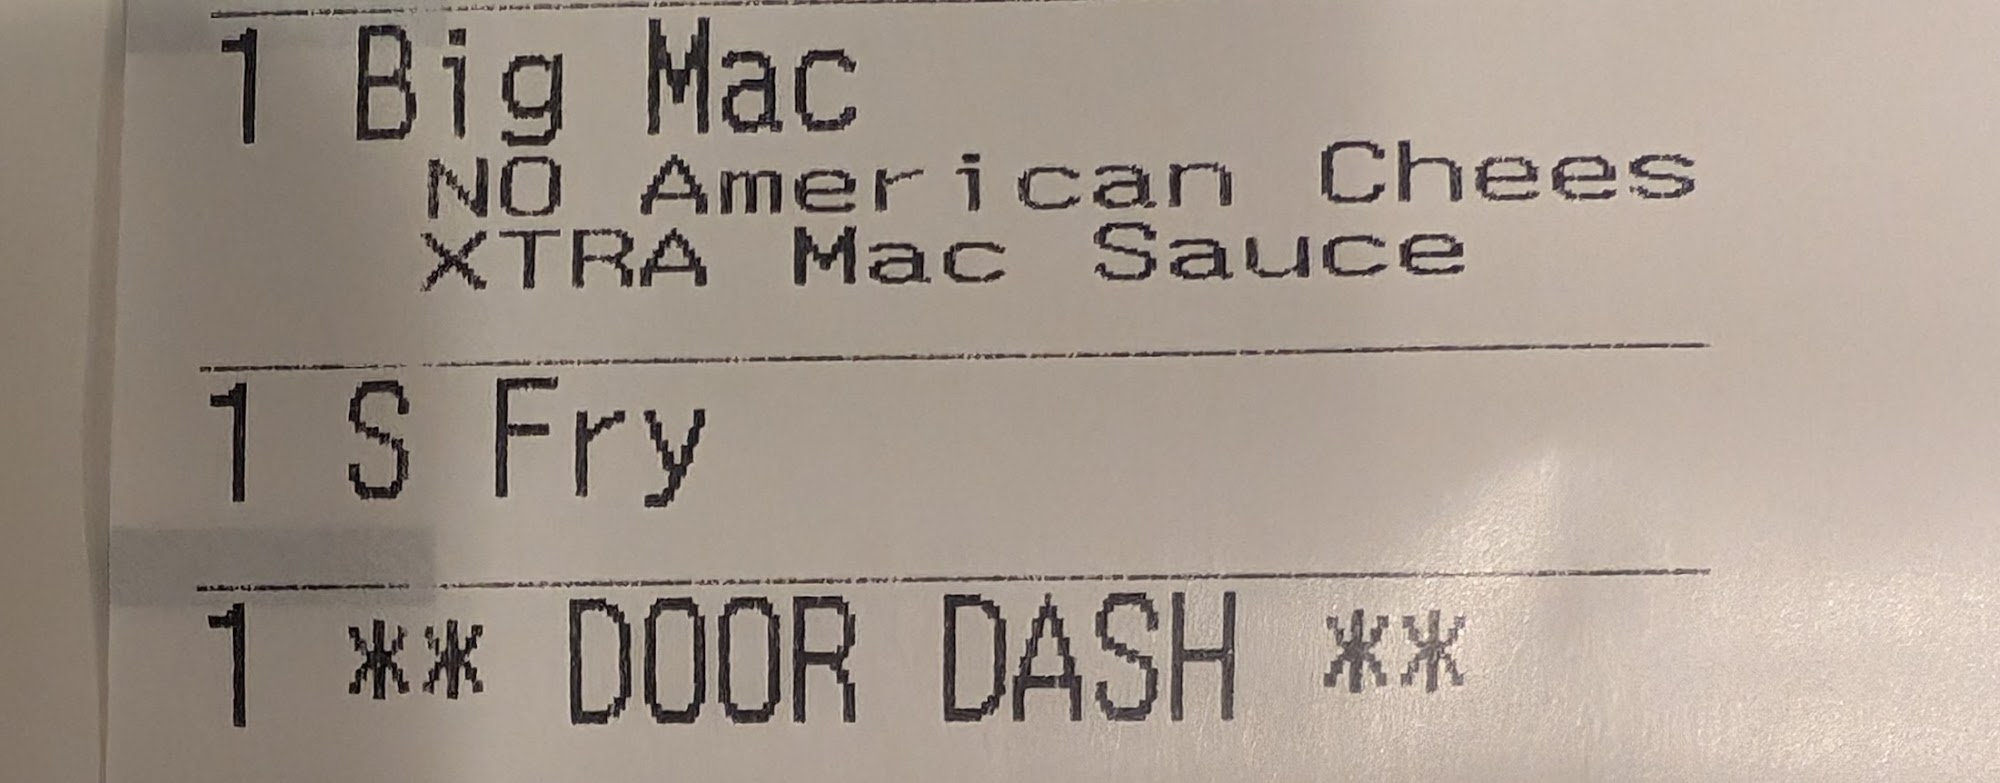 1 Big Mac
NO American Chees
XTRA Mac Sauce
1 S Fry
1 ** DOOR DASH **